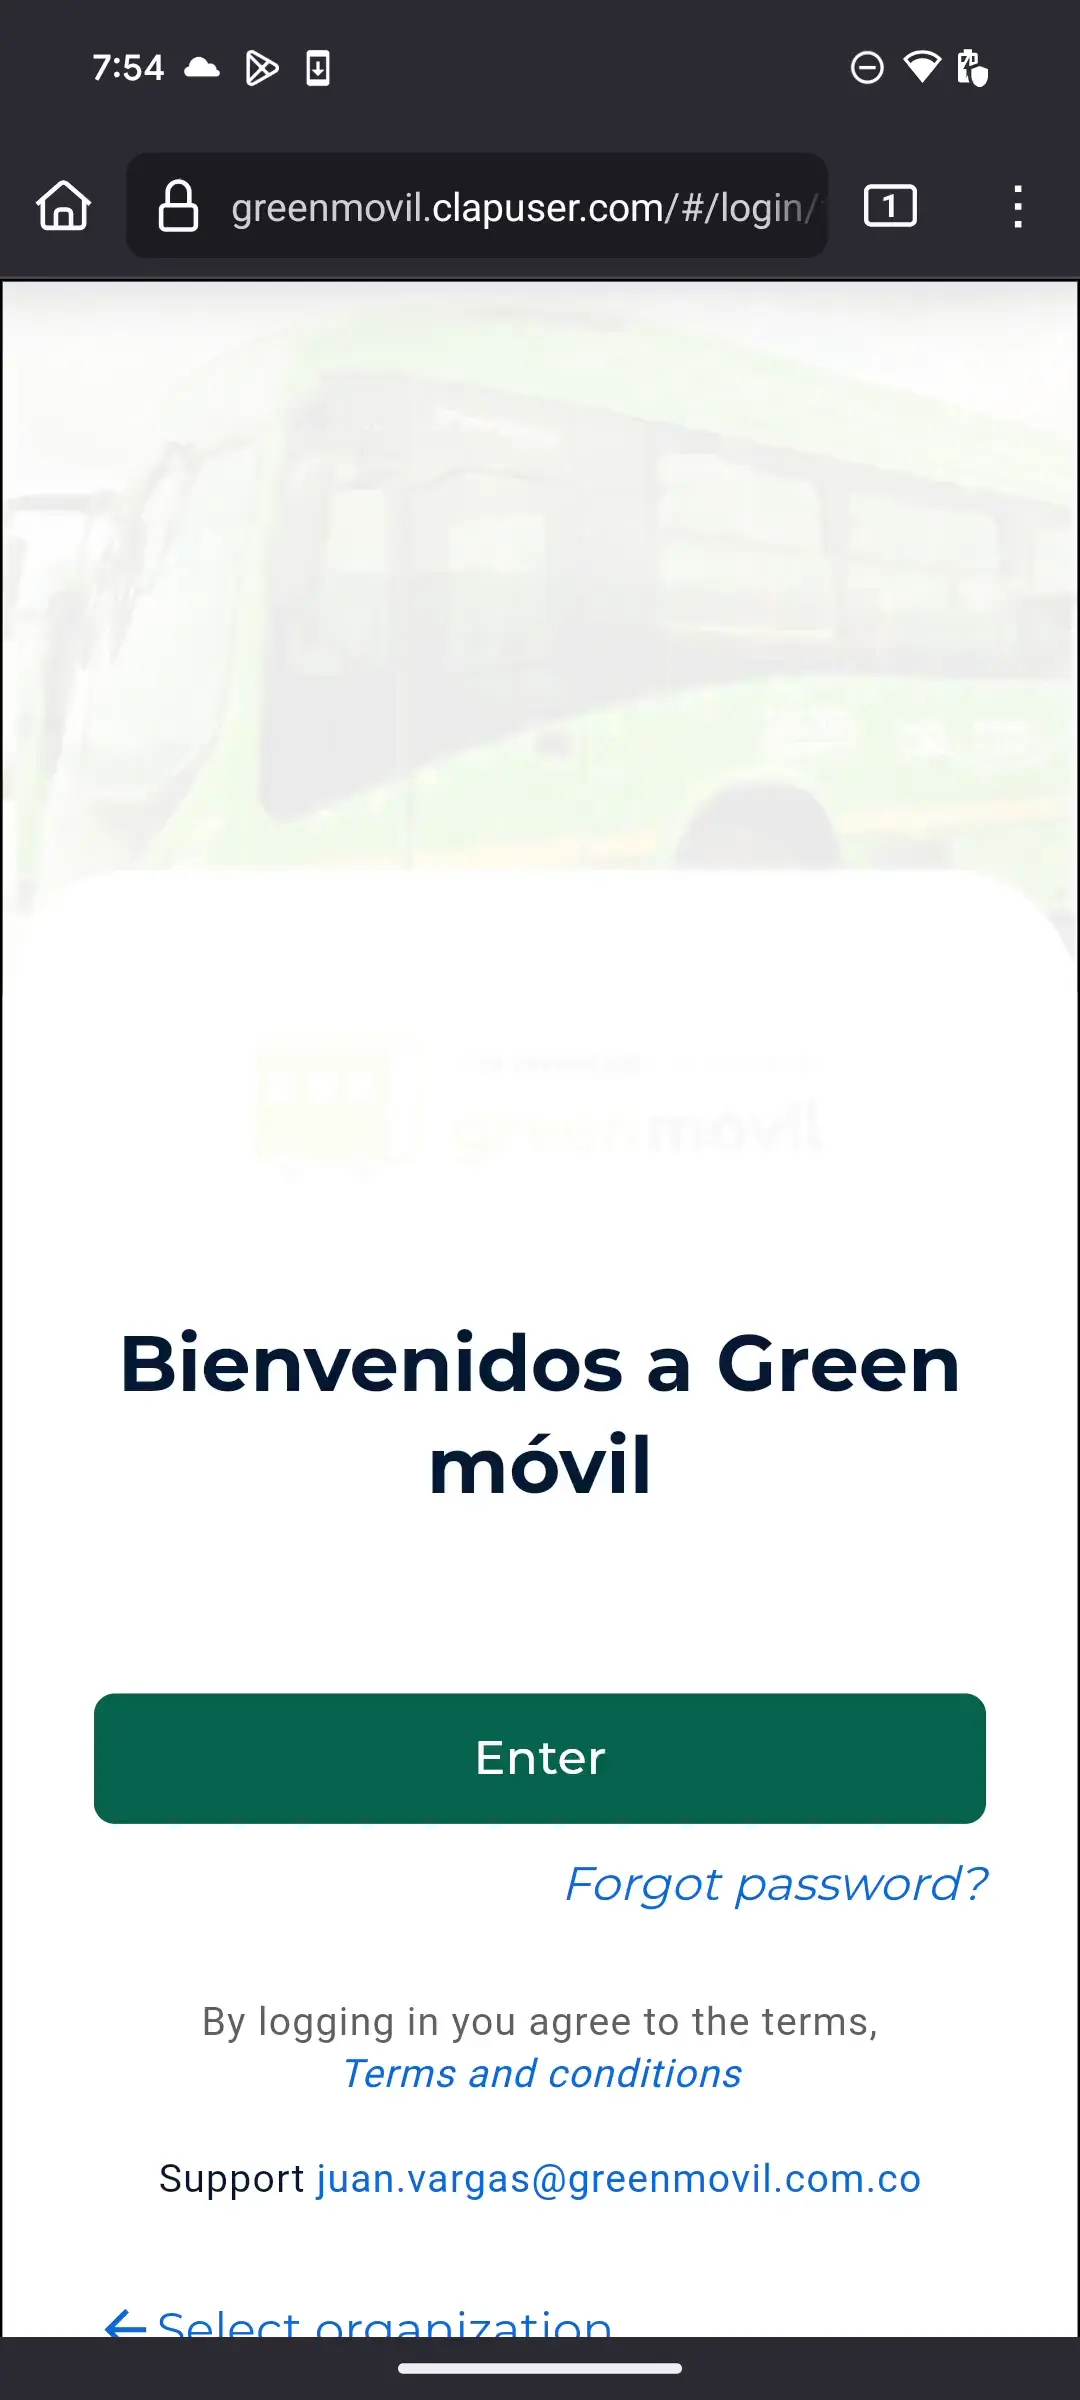 7:54
greenmovil.clapuser.com/#/login/
1
móvil
Bienvenidos a Green
móvil
Enter
Forgot password?
By logging in you agree to the terms,
Terms and conditions
Support juan.vargas@greenmovil.com.co
Select organization